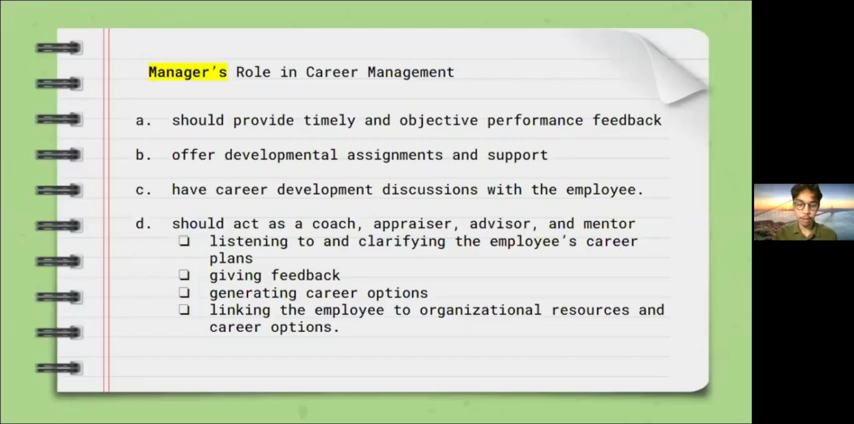 Manager's Role in Career Management
a. should provide timely and objective performance feedback
b. offer developmental assignments and support
c. have career development discussions with the employee.
d. should act as a coach, appraiser, advisor, and mentor
❏ listening to and clarifying the employee's career
plans
❏ giving feedback
❏ generating career options
❏ linking the employee to organizational resources and
career options.